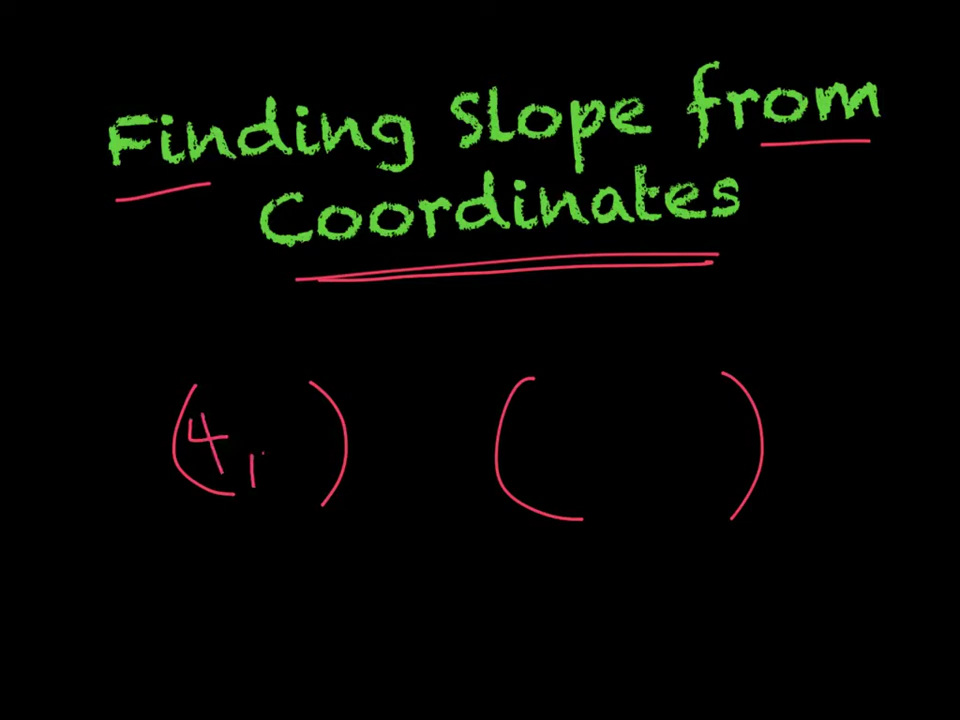 Finding Slope from
Coordinates
(4, ) ( )